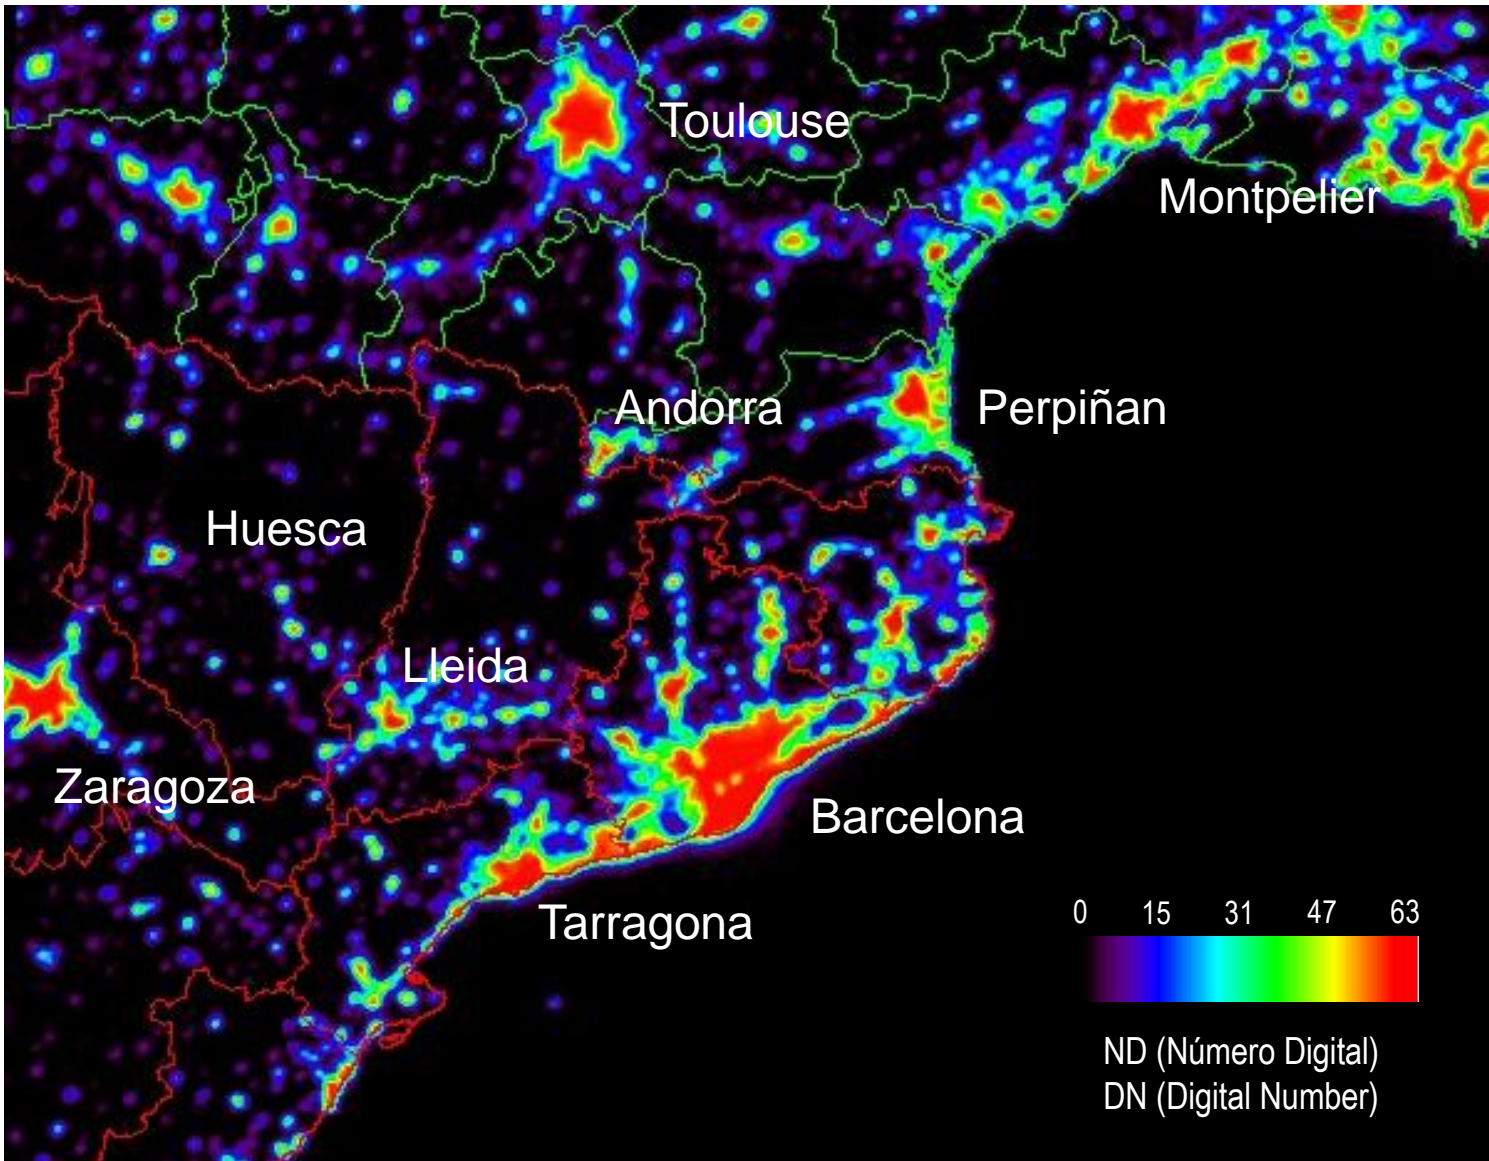 Toulouse
Montpelier
Andorra
Perpiñan
Huesca
Lleida
Zaragoza
Barcelona
Tarragona
0 15 31 47 63
ND (Número Digital)
DN (Digital Number)